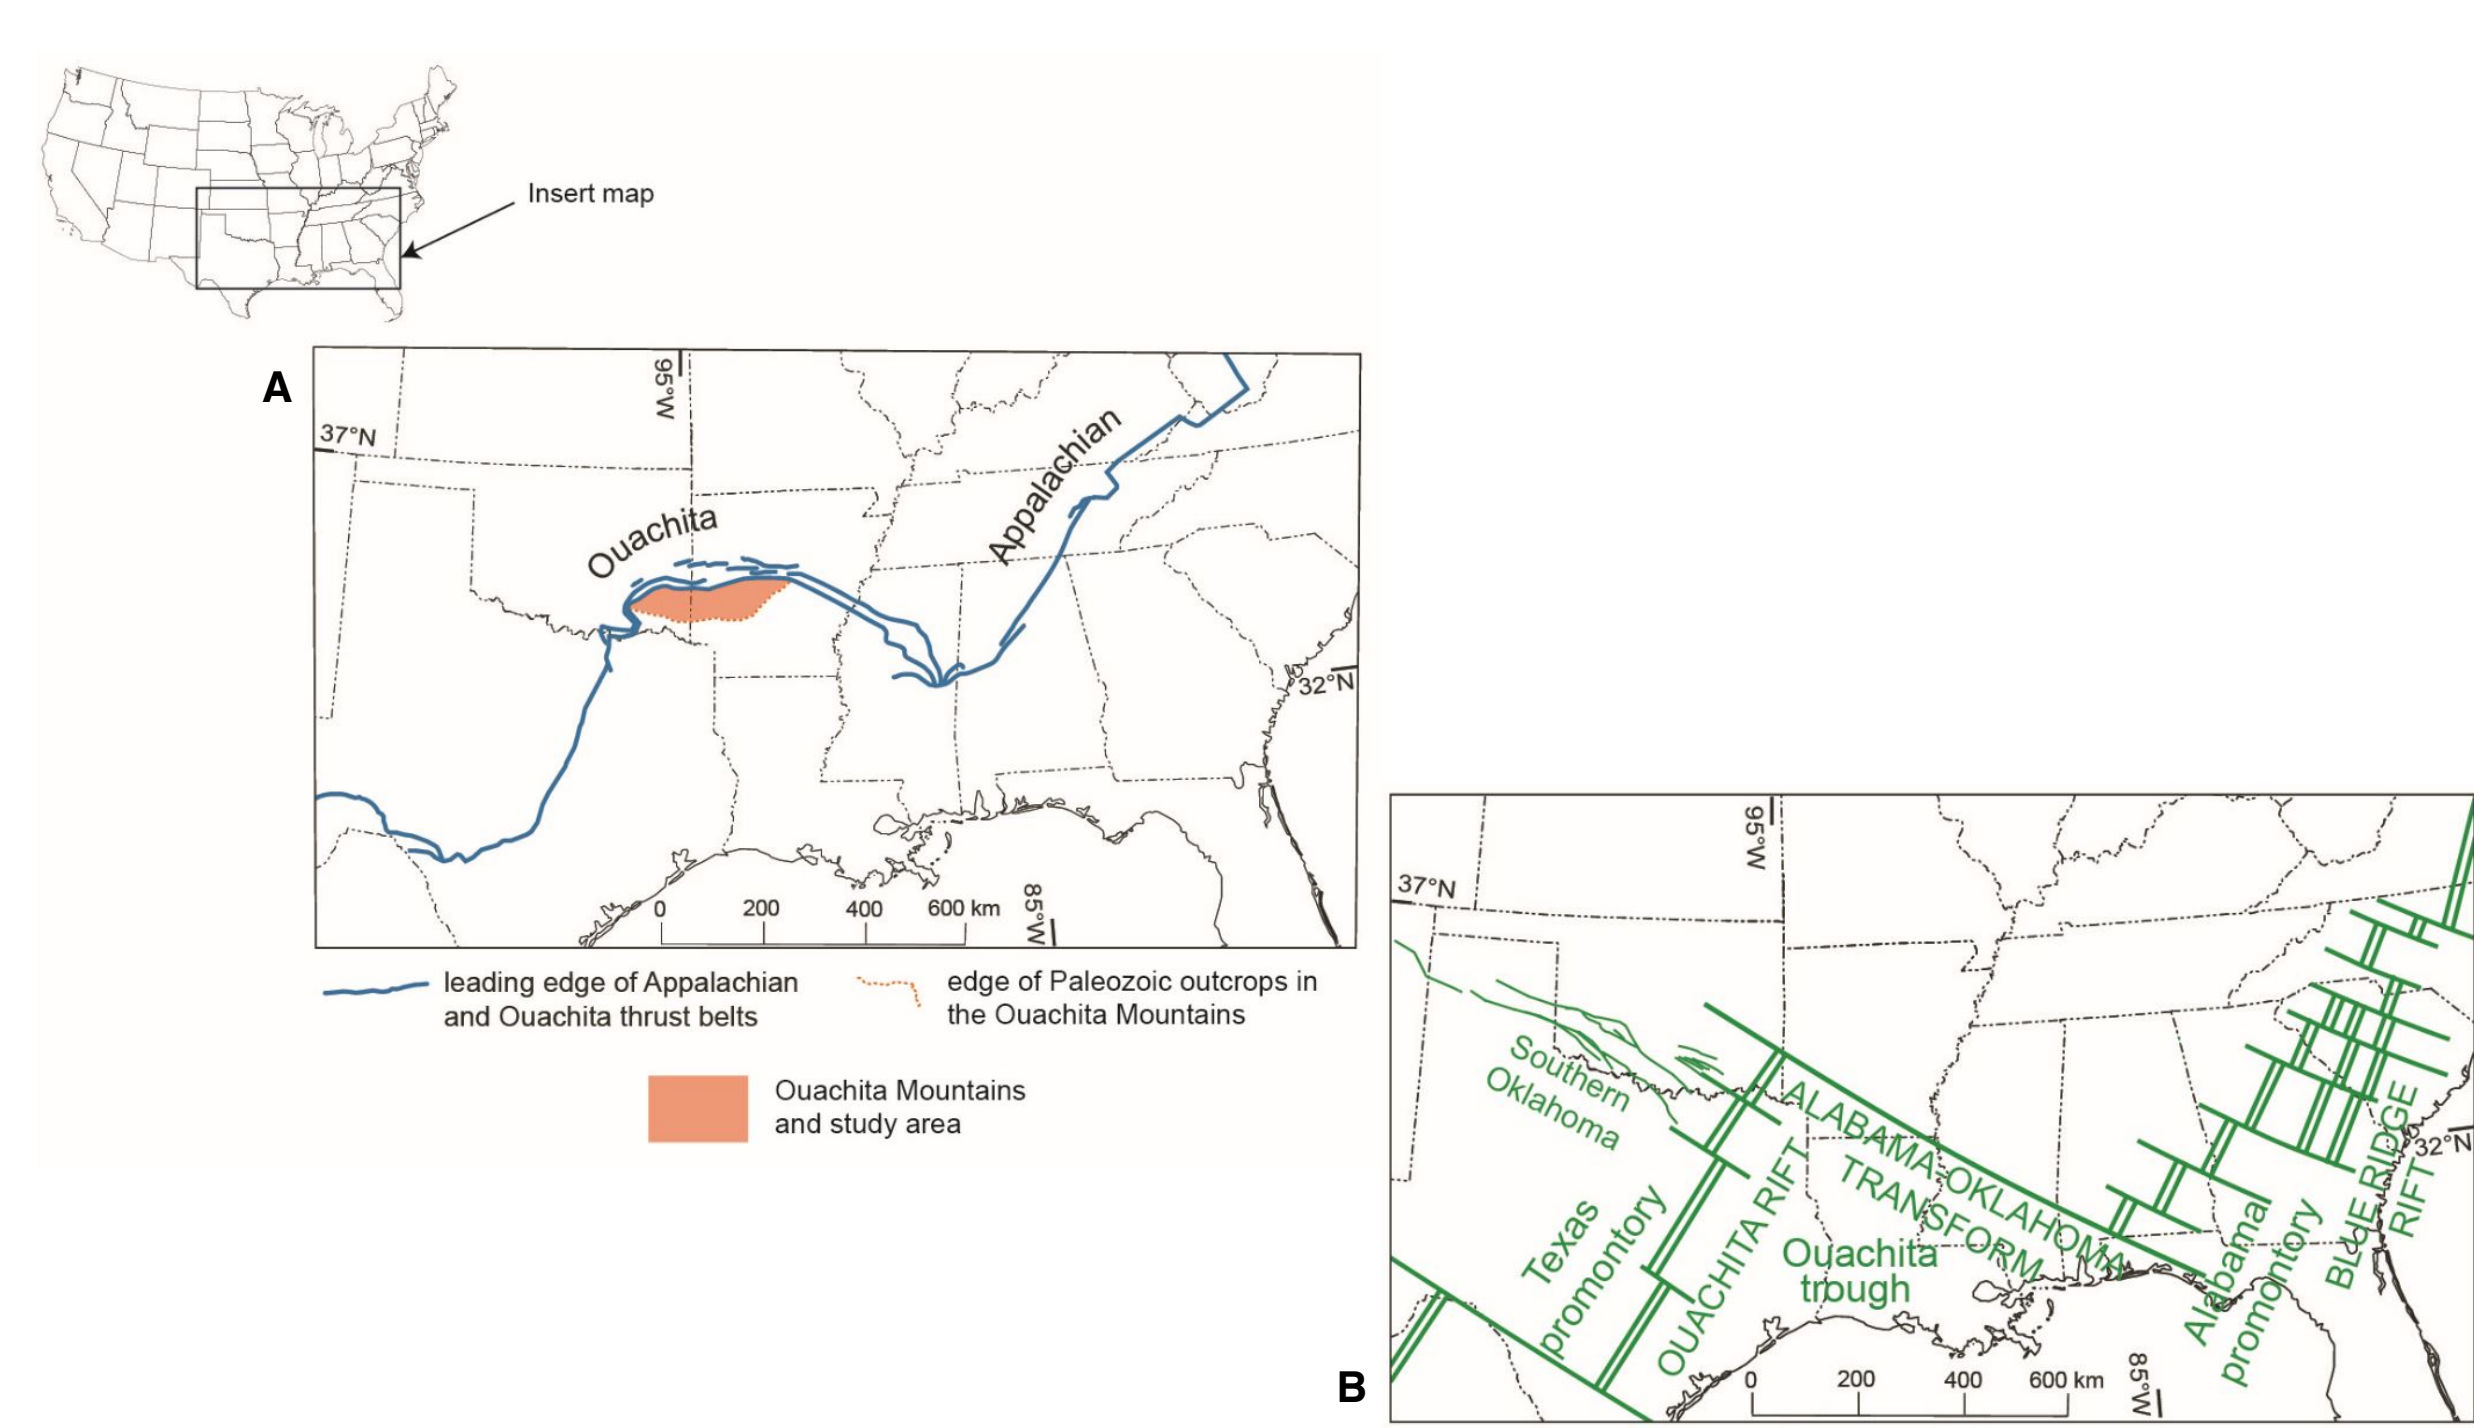 Insert map
A
95°W
37°N
Ouachita
Appalachian
32°N
0 200 400 600 km
85°W
leading edge of Appalachian
and Ouachita thrust belts
edge of Paleozoic outcrops in
the Ouachita Mountains
Ouachita Mountains
and study area
B
95°W
37°N
Southern
Oklahoma
ALABAMA-OKLAHOMA
TRANSFORM
Texas
promontory
OUACHITA RIFT
Ouachita
trough
Alabamal
promontory
BLUE RIDGE
RIFT
32°N
0 200 400 600 km
85°W